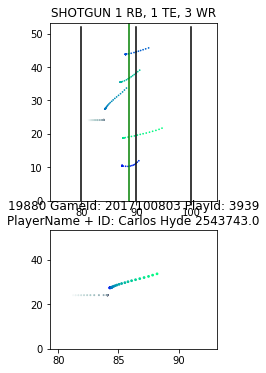 SHOTGUN 1 RB, 1 TE, 3 WR
50
40
30
20
10
0
80 90 100
19880 GameId: 2017100803 PlayId: 3939
PlayerName + ID: Carlos Hyde 2543743.0
40
20
0
80 85 90